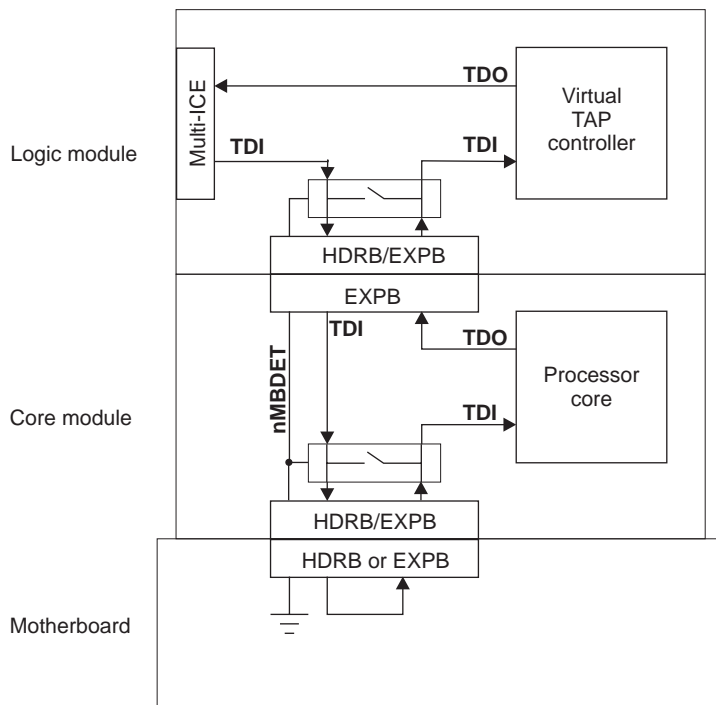 TDO
Multi-ICE
Virtual
TAP
controller
Logic module
TDI
TDI
HDRB/EXPB
EXPB
TDI
TDO
nMBDET
Processor
core
Core module
TDI
HDRB/EXPB
HDRB or EXPB
Motherboard